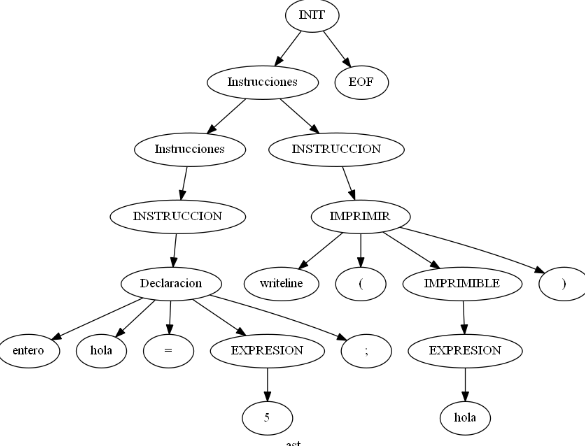 INIT
Instrucciones EOF
Instrucciones INSTRUCCION
INSTRUCCION IMPRIMIR
Declaracion writeline ( IMPRIMIBLE )
entero hola = EXPRESION ; EXPRESION
5 hola
ast